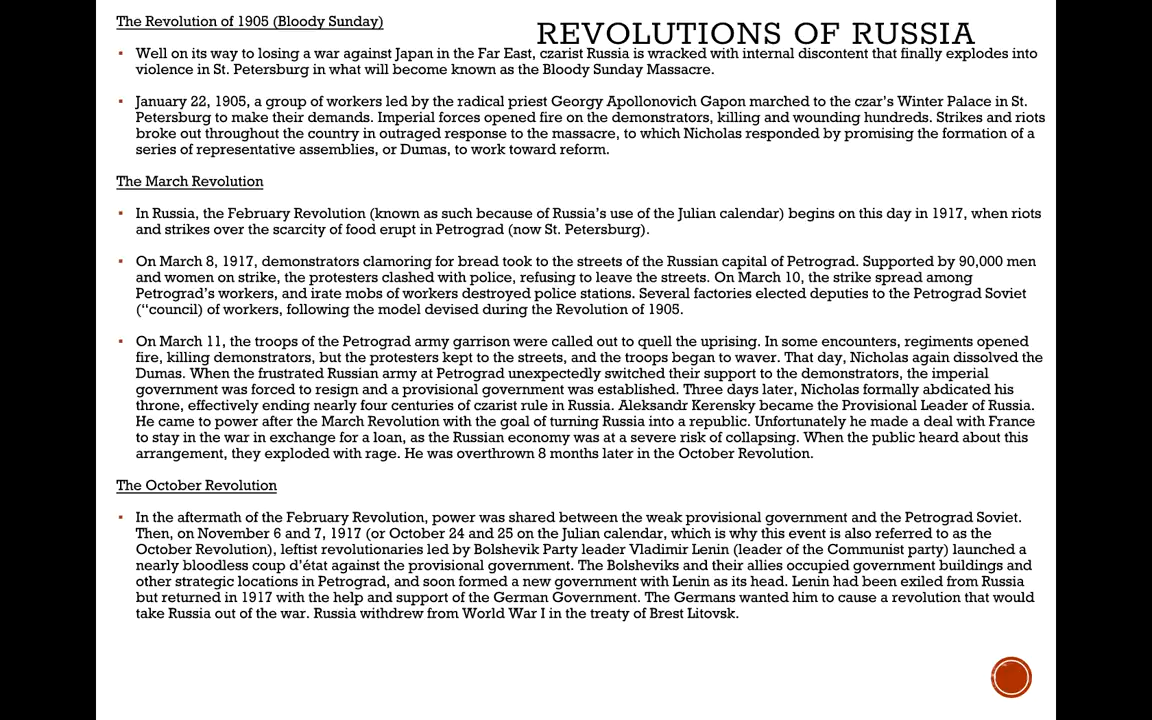 The Revolution of 1905 (Bloody Sunday)
REVOLUTIONS OF RUSSIA
▪ Well on its way to losing a war against Japan in the Far East, czarist Russia is wracked with internal discontent that finally explodes into
violence in St. Petersburg in what will become known as the Bloody Sunday Massacre.
▪ January 22, 1905, a group of workers led by the radical priest Georgy Apollonovich Gapon marched to the czar's Winter Palace in St.
Petersburg to make their demands. Imperial forces opened fire on the demonstrators, killing and wounding hundreds. Strikes and riots
broke out throughout the country in outraged response to the massacre, to which Nicholas responded by promising the formation of a
series of representative assemblies, or Dumas, to work toward reform.
The March Revolution
▪ In Russia, the February Revolution (known as such because of Russia's use of the Julian calendar) begins on this day in 1917, when riots
and strikes over the scarcity of food erupt in Petrograd (now St. Petersburg).
▪ On March 8, 1917, demonstrators clamoring for bread took to the streets of the Russian capital of Petrograd. Supported by 90,000 men
and women on strike, the protesters clashed with police, refusing to leave the streets. On March 10, the strike spread among
Petrograd's workers, and irate mobs of workers destroyed police stations. Several factories elected deputies to the Petrograd Soviet
("council) of workers, following the model devised during the Revolution of 1905.
▪ On March 11, the troops of the Petrograd army garrison were called out to quell the uprising. In some encounters, regiments opened
fire, killing demonstrators, but the protesters kept to the streets, and the troops began to waver. That day, Nicholas again dissolved the
Dumas. When the frustrated Russian army at Petrograd unexpectedly switched their support to the demonstrators, the imperial
government was forced to resign and a provisional government was established. Three days later, Nicholas formally abdicated his
throne, effectively ending nearly four centuries of czarist rule in Russia. Aleksandr Kerensky became the Provisional Leader of Russia.
He came to power after the March Revolution with the goal of turning Russia into a republic. Unfortunately he made a deal with France
to stay in the war in exchange for a loan, as the Russian economy was at a severe risk of collapsing. When the public heard about this
arrangement, they exploded with rage. He was overthrown 8 months later in the October Revolution.
The October Revolution
▪ In the aftermath of the February Revolution, power was shared between the weak provisional government and the Petrograd Soviet.
Then, on November 6 and 7, 1917 (or October 24 and 25 on the Julian calendar, which is why this event is also referred to as the
October Revolution), leftist revolutionaries led by Bolshevik Party leader Vladimir Lenin (leader of the Communist party) launched a
nearly bloodless coup d'état against the provisional government. The Bolsheviks and their allies occupied government buildings and
other strategic locations in Petrograd, and soon formed a new government with Lenin as its head. Lenin had been exiled from Russia
but returned in 1917 with the help and support of the German Government. The Germans wanted him to cause a revolution that would
take Russia out of the war. Russia withdrew from World War I in the treaty of Brest Litovsk.